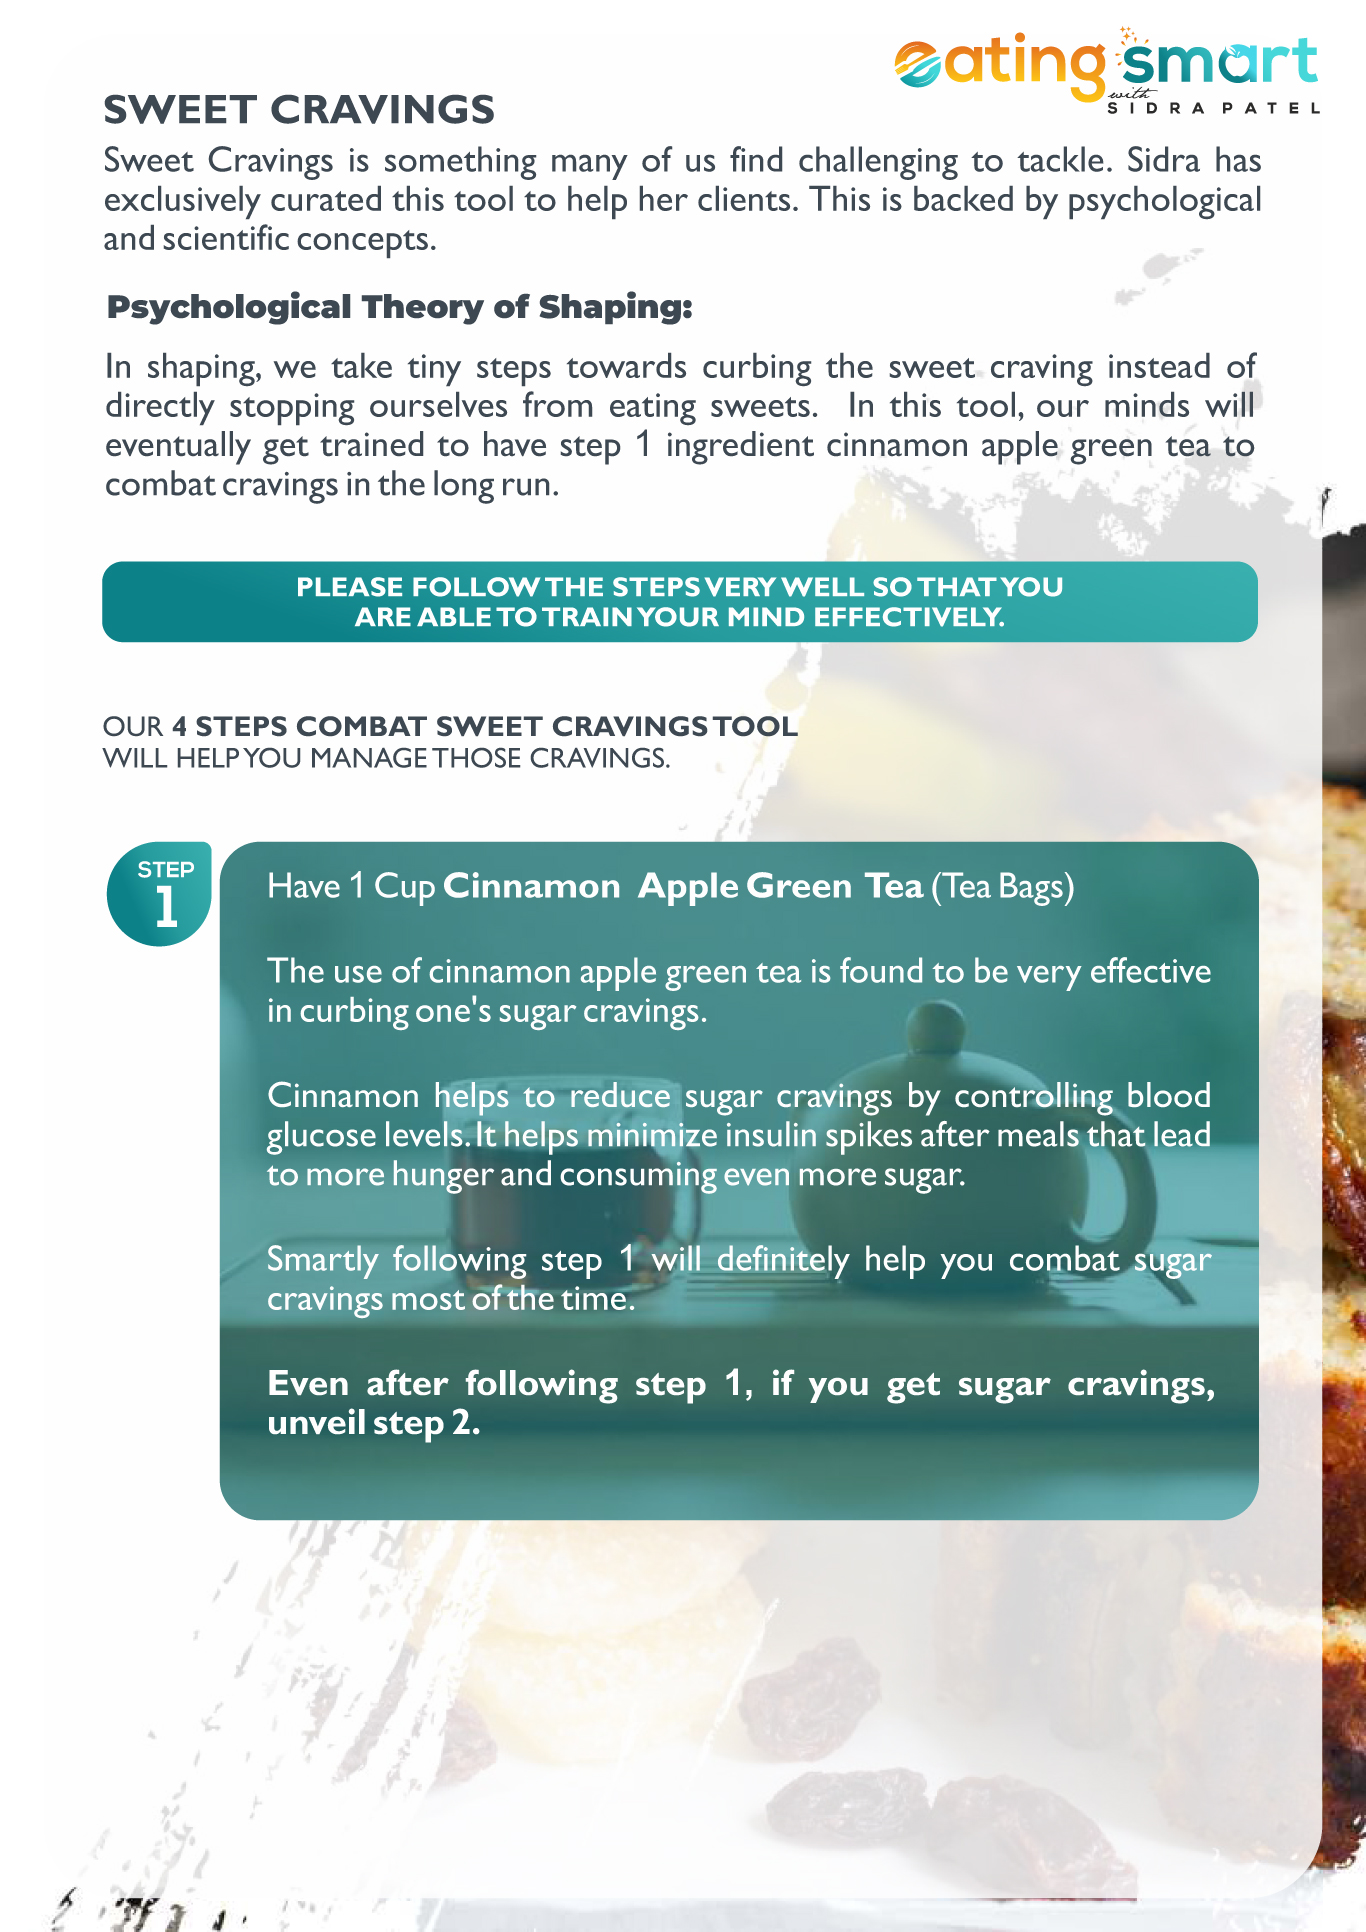 eating smart
with
SIDRA PATEL
SWEET CRAVINGS
Sweet Cravings is something many of us find challenging to tackle. Sidra has
exclusively curated this tool to help her clients. This is backed by psychological
and scientific concepts.
Psychological Theory of Shaping:
In shaping, we take tiny steps towards curbing the sweet craving instead of
directly stopping ourselves from eating sweets. In this tool, our minds will
eventually get trained to have step 1 ingredient cinnamon apple green tea to
combat cravings in the long run.
PLEASE FOLLOW THE STEPS VERY WELL SO THAT YOU
ARE ABLE TO TRAIN YOUR MIND EFFECTIVELY.
OUR 4 STEPS COMBAT SWEET CRAVINGS TOOL
WILL HELP YOU MANAGE THOSE CRAVINGS.
STEP
1
Have 1 Cup Cinnamon Apple Green Tea (Tea Bags)
The use of cinnamon apple green tea is found to be very effective
in curbing one's sugar cravings.
Cinnamon helps to reduce sugar cravings by controlling blood
glucose levels. It helps minimize insulin spikes after meals that lead
to more hunger and consuming even more sugar.
Smartly following step 1 will definitely help you combat sugar
cravings most of the time.
Even after following step 1, if you get sugar cravings,
unveil step 2.